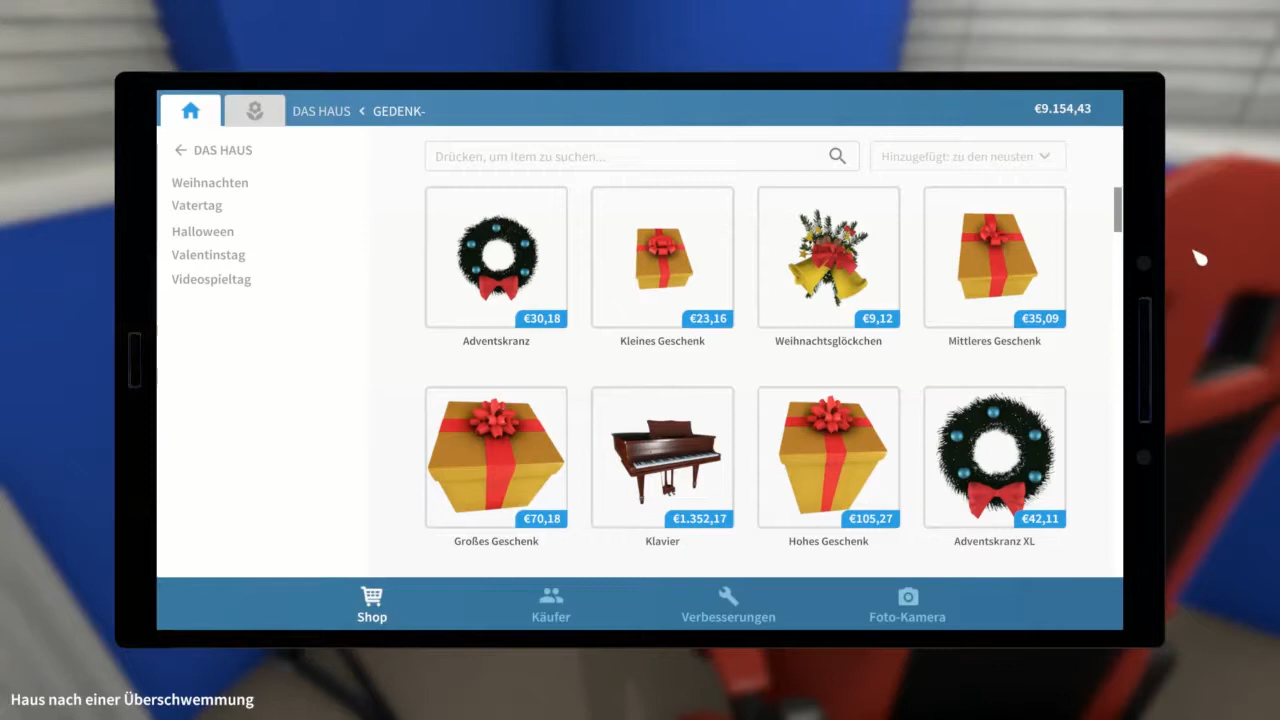 DAS HAUS < GEDENK-
€9.154,43
DAS HAUS
Weihnachten
Vatertag
Halloween
Valentinstag
Videospieltag
Drücken, um Item zu suchen...
Hinzugefügt: zu den neusten
€30,18
€23,16
€9,12
€35,09
Adventskranz
Kleines Geschenk
Weihnachtsglöckchen
Mittleres Geschenk
€70,18
€1.352,17
€105,27
€42,11
Großes Geschenk
Klavier
Hohes Geschenk
Adventskranz XL
Shop
Käufer
Verbesserungen
Foto-Kamera
Haus nach einer Überschwemmung